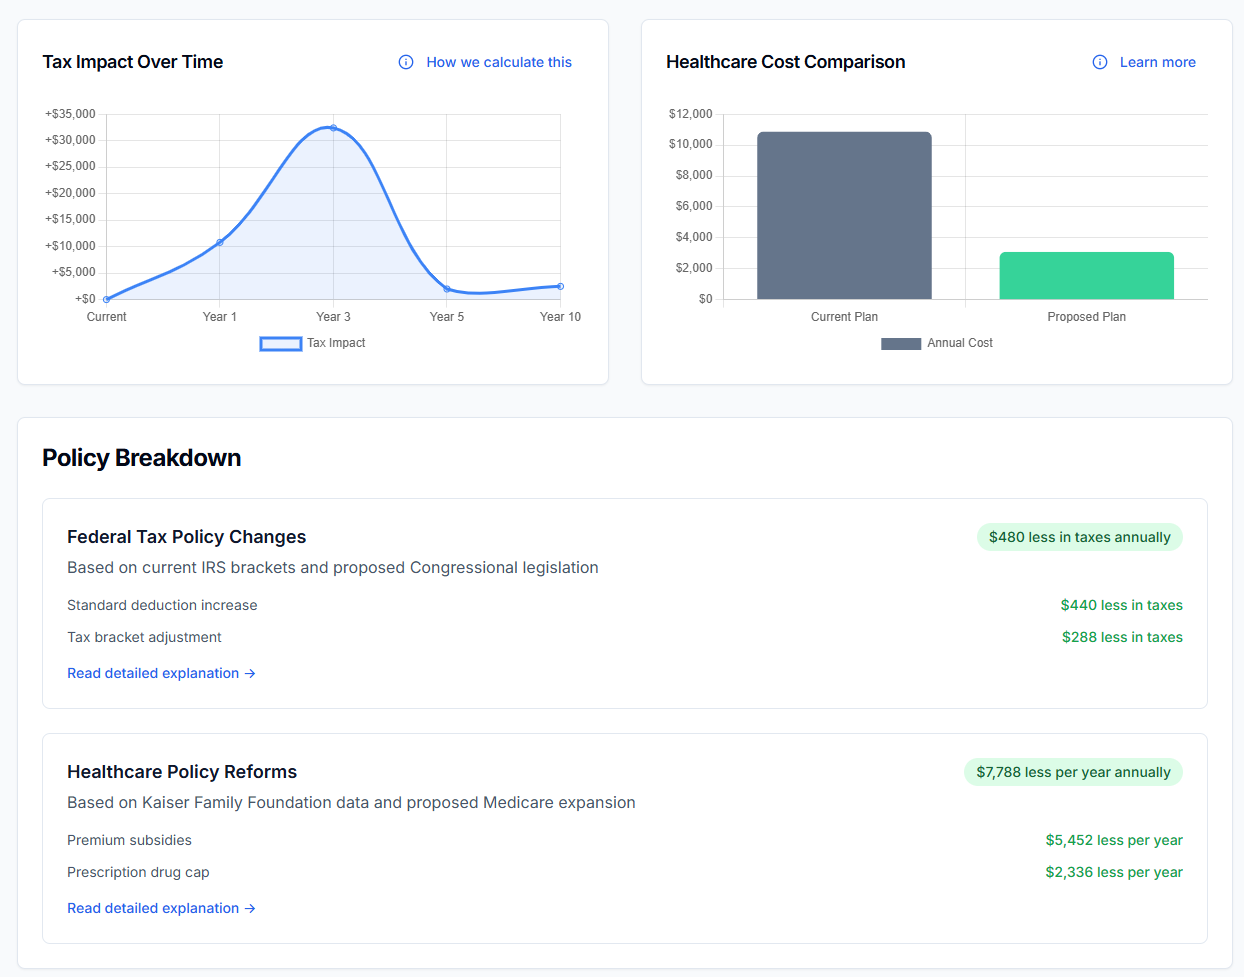 Tax Impact Over Time
How we calculate this
+$35,000
+$30,000
+$25,000
+$20,000
+$15,000
+$10,000
+$5,000
+$0
Current
Year 1
Year 3
Year 5
Year 10
Tax Impact
Healthcare Cost Comparison
Learn more
$12,000
$10,000
$8,000
$6,000
$4,000
$2,000
$0
Current Plan
Proposed Plan
Annual Cost
Policy Breakdown
Federal Tax Policy Changes
$480 less in taxes annually
Based on current IRS brackets and proposed Congressional legislation
Standard deduction increase
$440 less in taxes
Tax bracket adjustment
$288 less in taxes
Read detailed explanation →
Healthcare Policy Reforms
$7,788 less per year annually
Based on Kaiser Family Foundation data and proposed Medicare expansion
Premium subsidies
$5,452 less per year
Prescription drug cap
$2,336 less per year
Read detailed explanation →